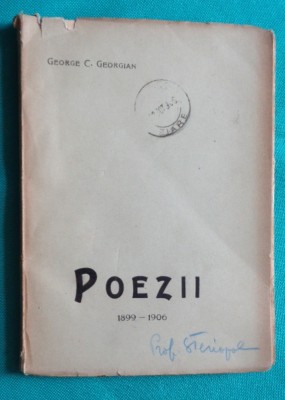 GEORGE C. GEORGIAN
POEZII
1899 – 1906
Prof.